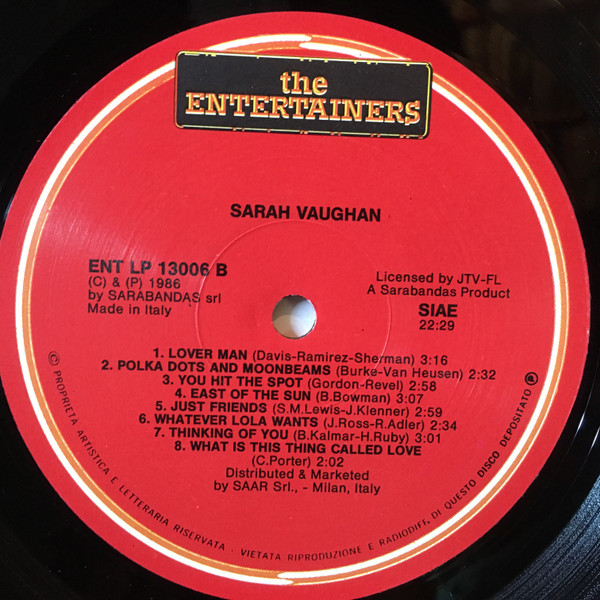 the
ENTERTAINERS
SARAH VAUGHAN
ENT LP 13006 B
(C) & (P) 1986
by SARABANDAS srl
Made in Italy
Licensed by JTV-FL
A Sarabandas Product
SIAE
22:29
1. LOVER MAN (Davis-Ramirez-Sherman) 3:16
2. POLKA DOTS AND MOONBEAMS (Burke-Van Heusen) 2:32
3. YOU HIT THE SPOT (Gordon-Revel) 2:58
4. EAST OF THE SUN (B.Bowman) 3:07
5. JUST FRIENDS (S.M.Lewis-J.Klenner) 2:59
6. WHATEVER LOLA WANTS (J.Ross-R.Adler) 2:34
7. THINKING OF YOU (B.Kalmar-H.Ruby) 3:01
8. WHAT IS THIS THING CALLED LOVE
(C.Porter) 2:02
Distributed & Marketed
by SAAR Srl., - Milan, Italy
© PROPRIETA ARTISTICA E LETTERARIA RISERVATA - VIETATA RIPRODUZIONE E RADIODIFF. DI QUESTO DISCO DEPOSITATO ℗